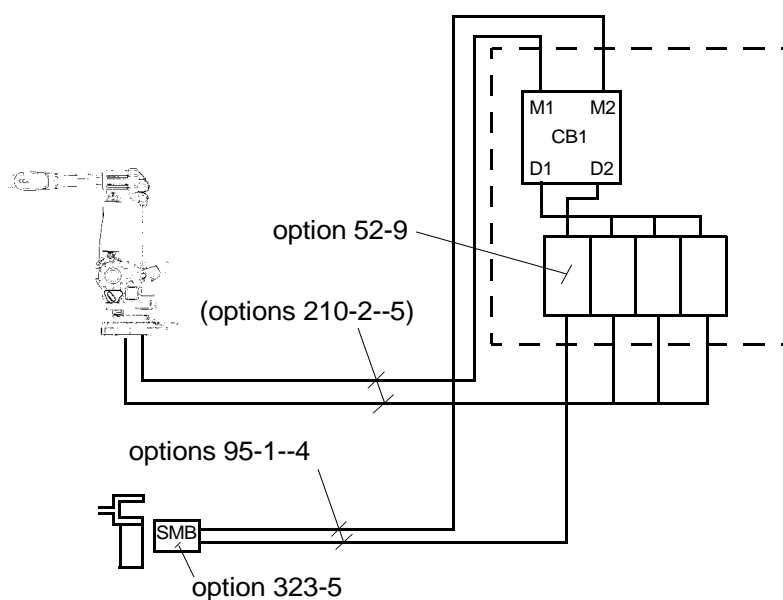 M1 M2
CB1
D1 D2
option 52-9
(options 210-2--5)
options 95-1--4
SMB
option 323-5